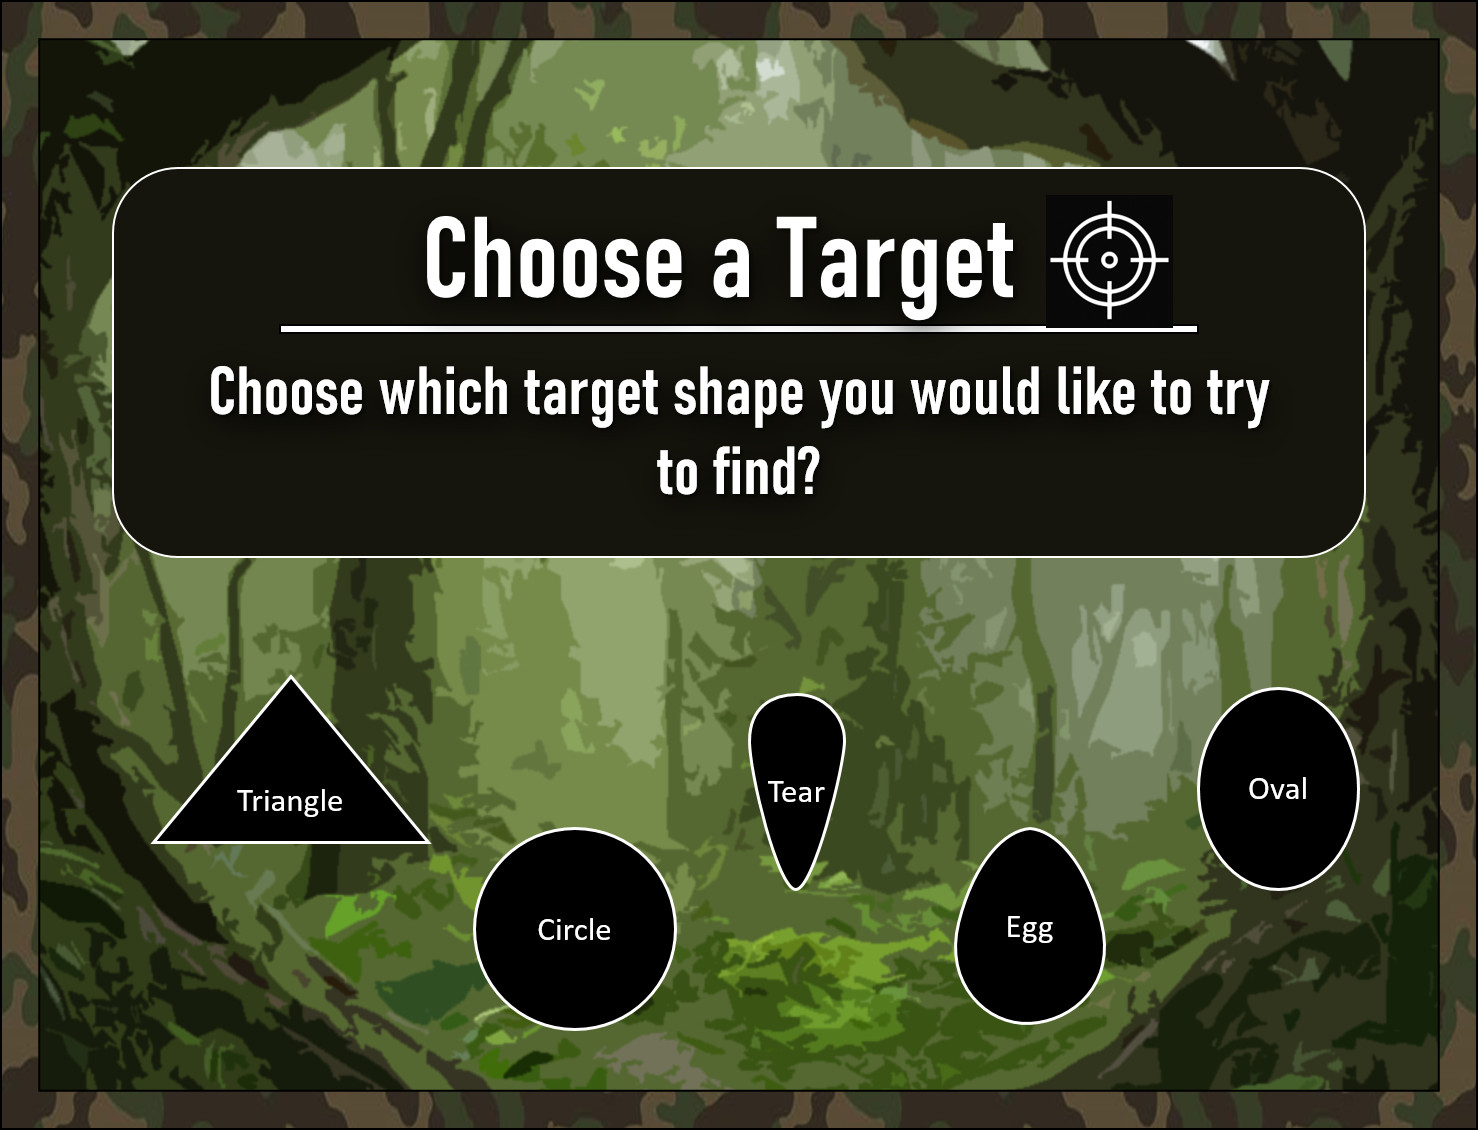 Choose a Target
Choose which target shape you would like to try
to find?
Triangle
Circle
Tear
Egg
Oval